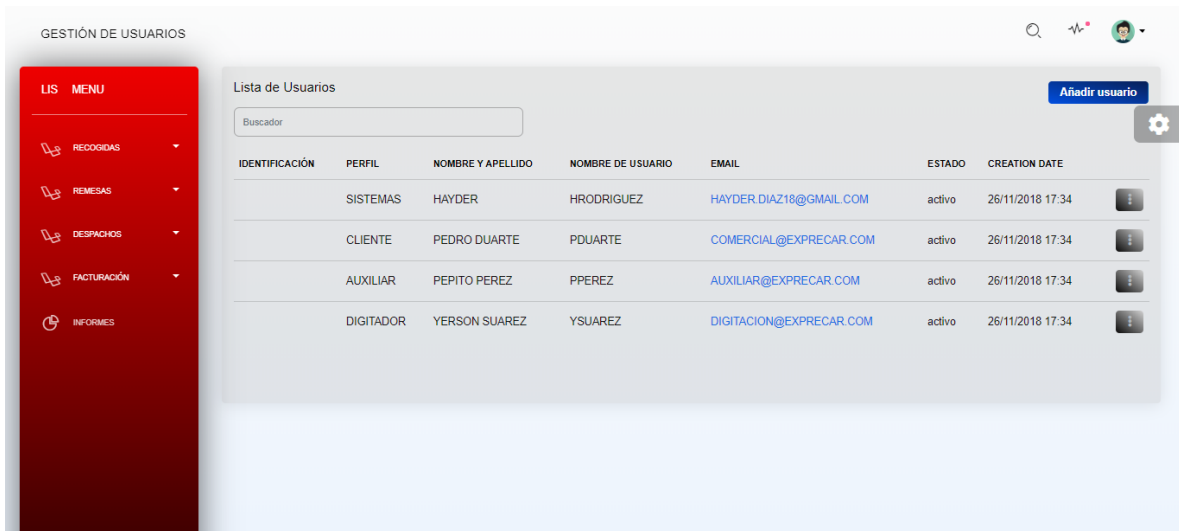 GESTIÓN DE USUARIOS
LIS MENU
RECOGIDAS
REMESAS
DESPACHOS
FACTURACIÓN
INFORMES
Lista de Usuarios
Añadir usuario
Buscador
IDENTIFICACIÓN PERFIL NOMBRE Y APELLIDO NOMBRE DE USUARIO EMAIL ESTADO CREATION DATE
SISTEMAS HAYDER HRODRIGUEZ HAYDER.DIAZ18@GMAIL.COM activo 26/11/2018 17:34
CLIENTE PEDRO DUARTE PDUARTE COMERCIAL@EXPRECAR.COM activo 26/11/2018 17:34
AUXILIAR PEPITO PEREZ PPEREZ AUXILIAR@EXPRECAR.COM activo 26/11/2018 17:34
DIGITADOR YERSON SUAREZ YSUAREZ DIGITACION@EXPRECAR.COM activo 26/11/2018 17:34